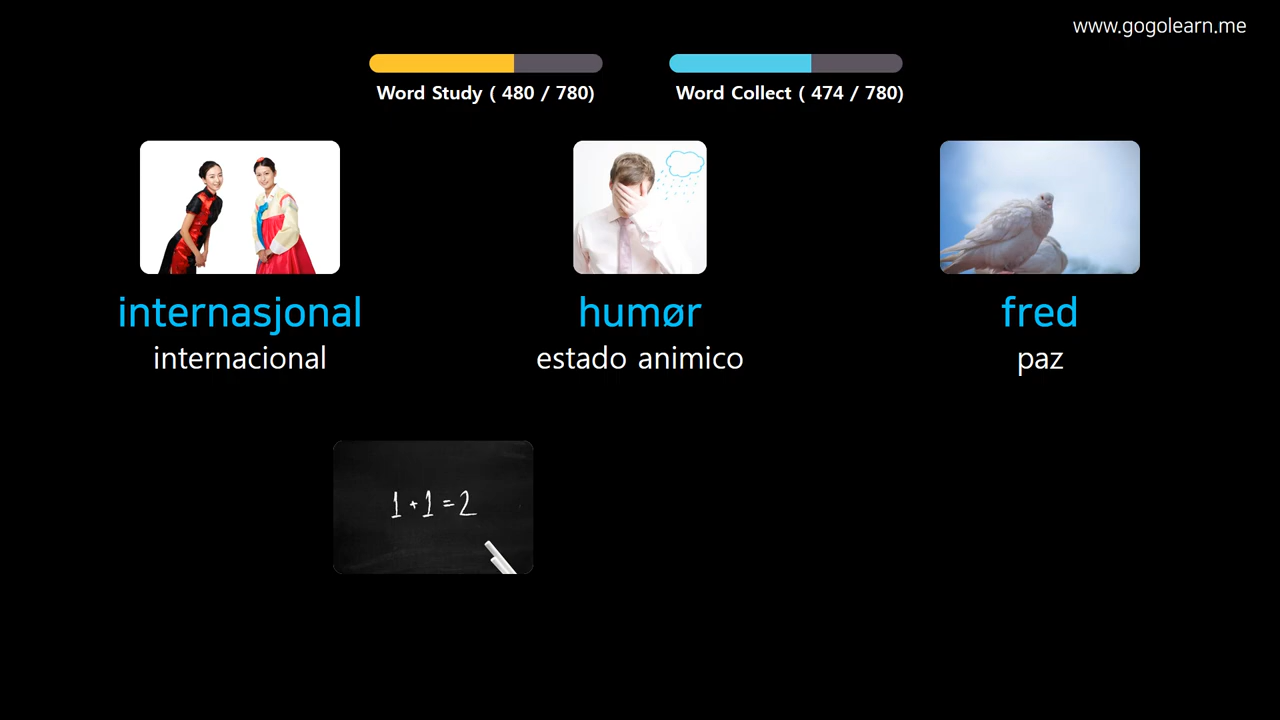 www.gogolearn.me
Word Study ( 480 / 780)
Word Collect ( 474 / 780)
internasjonal
humør
fred
internacional
estado animico
paz
1+1=2